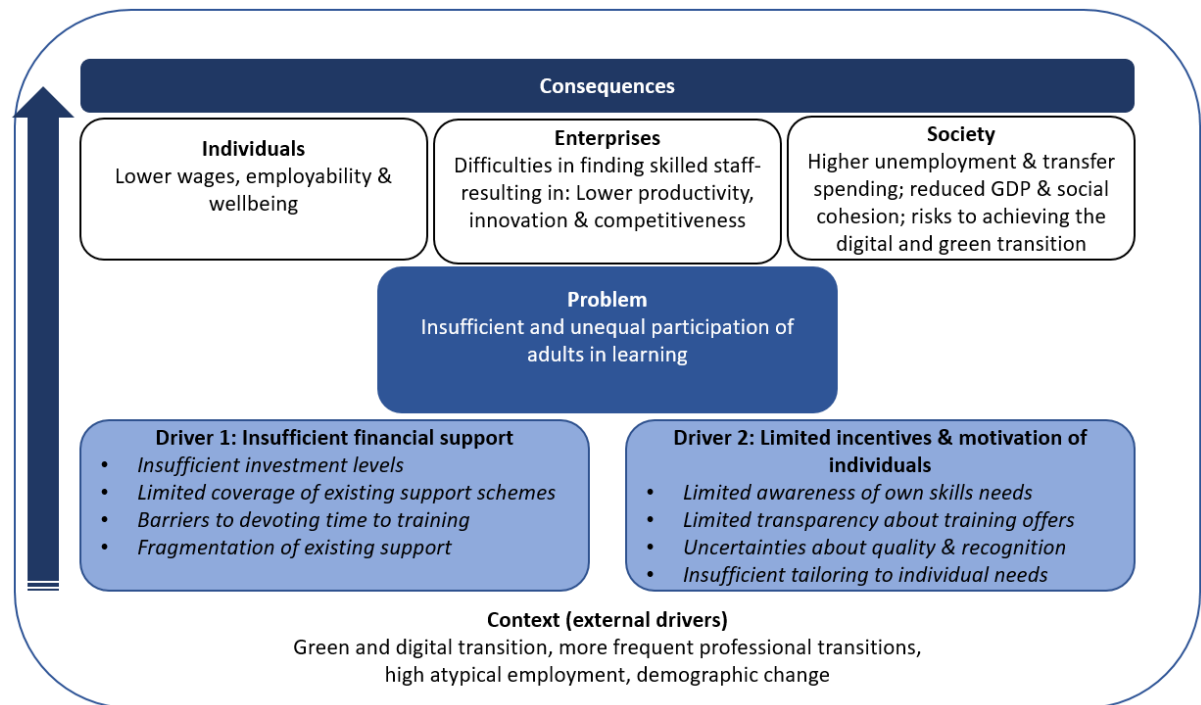 Consequences
Individuals
Lower wages, employability &
wellbeing
Enterprises
Difficulties in finding skilled staff-
resulting in: Lower productivity,
innovation & competitiveness
Society
Higher unemployment & transfer
spending; reduced GDP & social
cohesion; risks to achieving the
digital and green transition
Problem
Insufficient and unequal participation of
adults in learning
Driver 1: Insufficient financial support
• Insufficient investment levels
• Limited coverage of existing support schemes
• Barriers to devoting time to training
• Fragmentation of existing support
Driver 2: Limited incentives & motivation of
individuals
• Limited awareness of own skills needs
• Limited transparency about training offers
• Uncertainties about quality & recognition
• Insufficient tailoring to individual needs
Context (external drivers)
Green and digital transition, more frequent professional transitions,
high atypical employment, demographic change